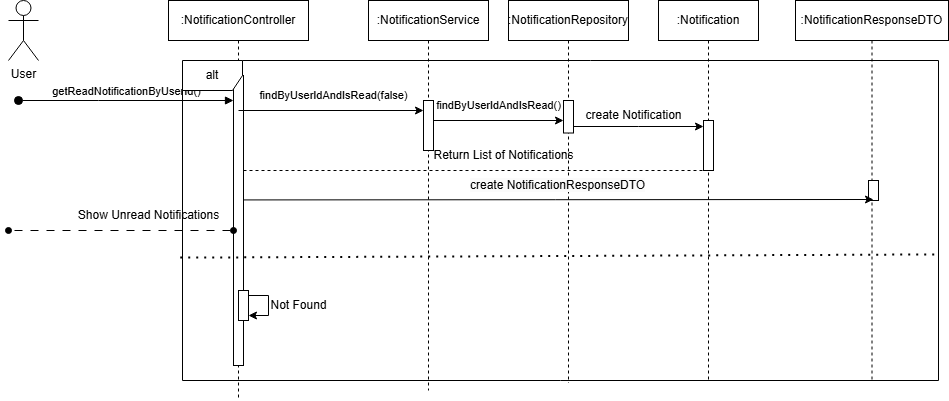 :NotificationController
:NotificationService
:NotificationRepository
:Notification
:NotificationResponseDTO
User
alt
getReadNotificationByUserId()
findByUserIdAndIsRead(false)
findByUserIdAndIsRead()
create Notification
Return List of Notifications
create NotificationResponseDTO
Show Unread Notifications
Not Found